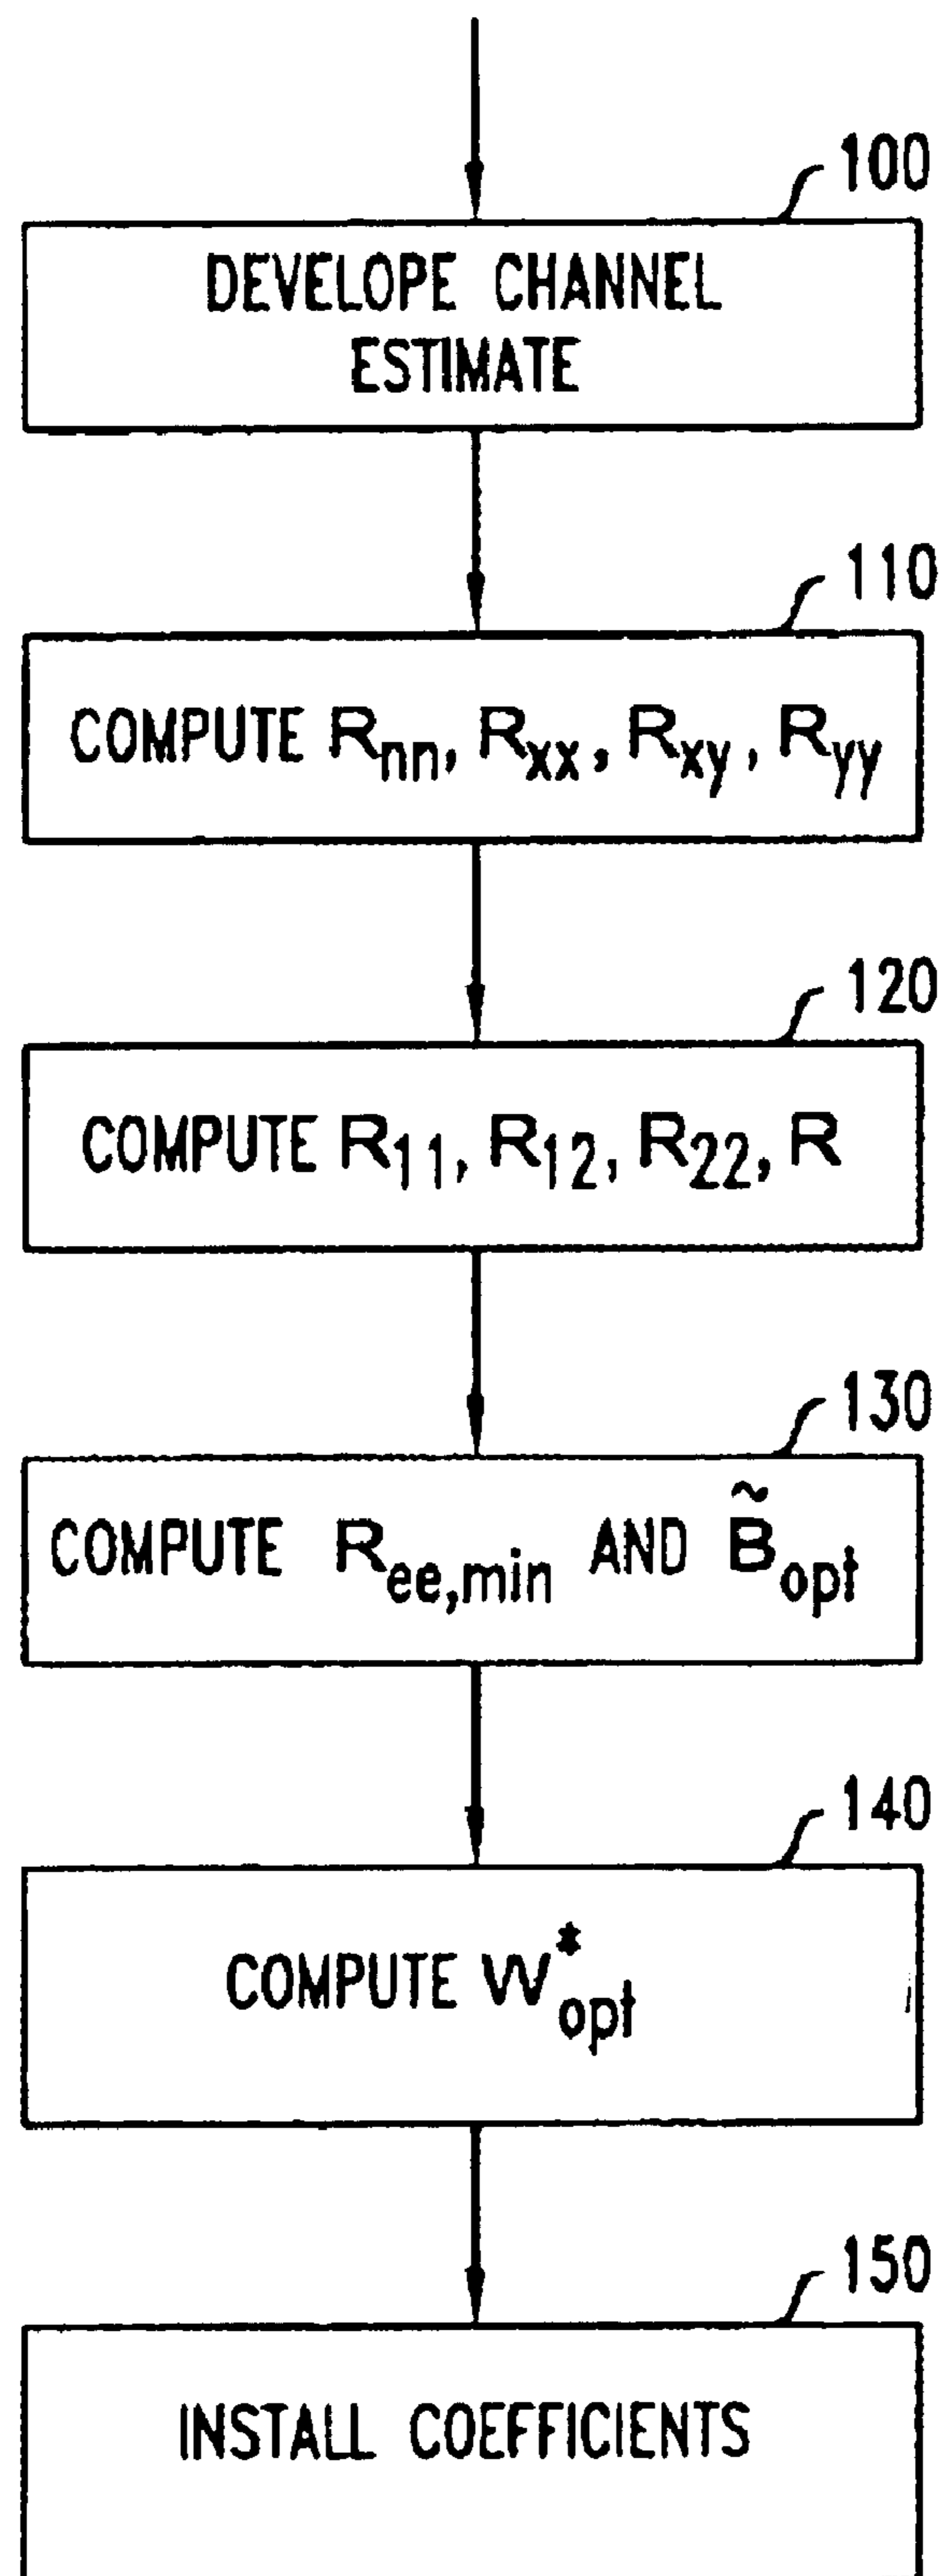 100
DEVELOPE CHANNEL
ESTIMATE
110
COMPUTE Rnn, Rxx, Rxy, Ryy
120
COMPUTE R11, R12, R22, R
130
COMPUTE Ree,min AND B̃opt
140
COMPUTE W*opt
150
INSTALL COEFFICIENTS